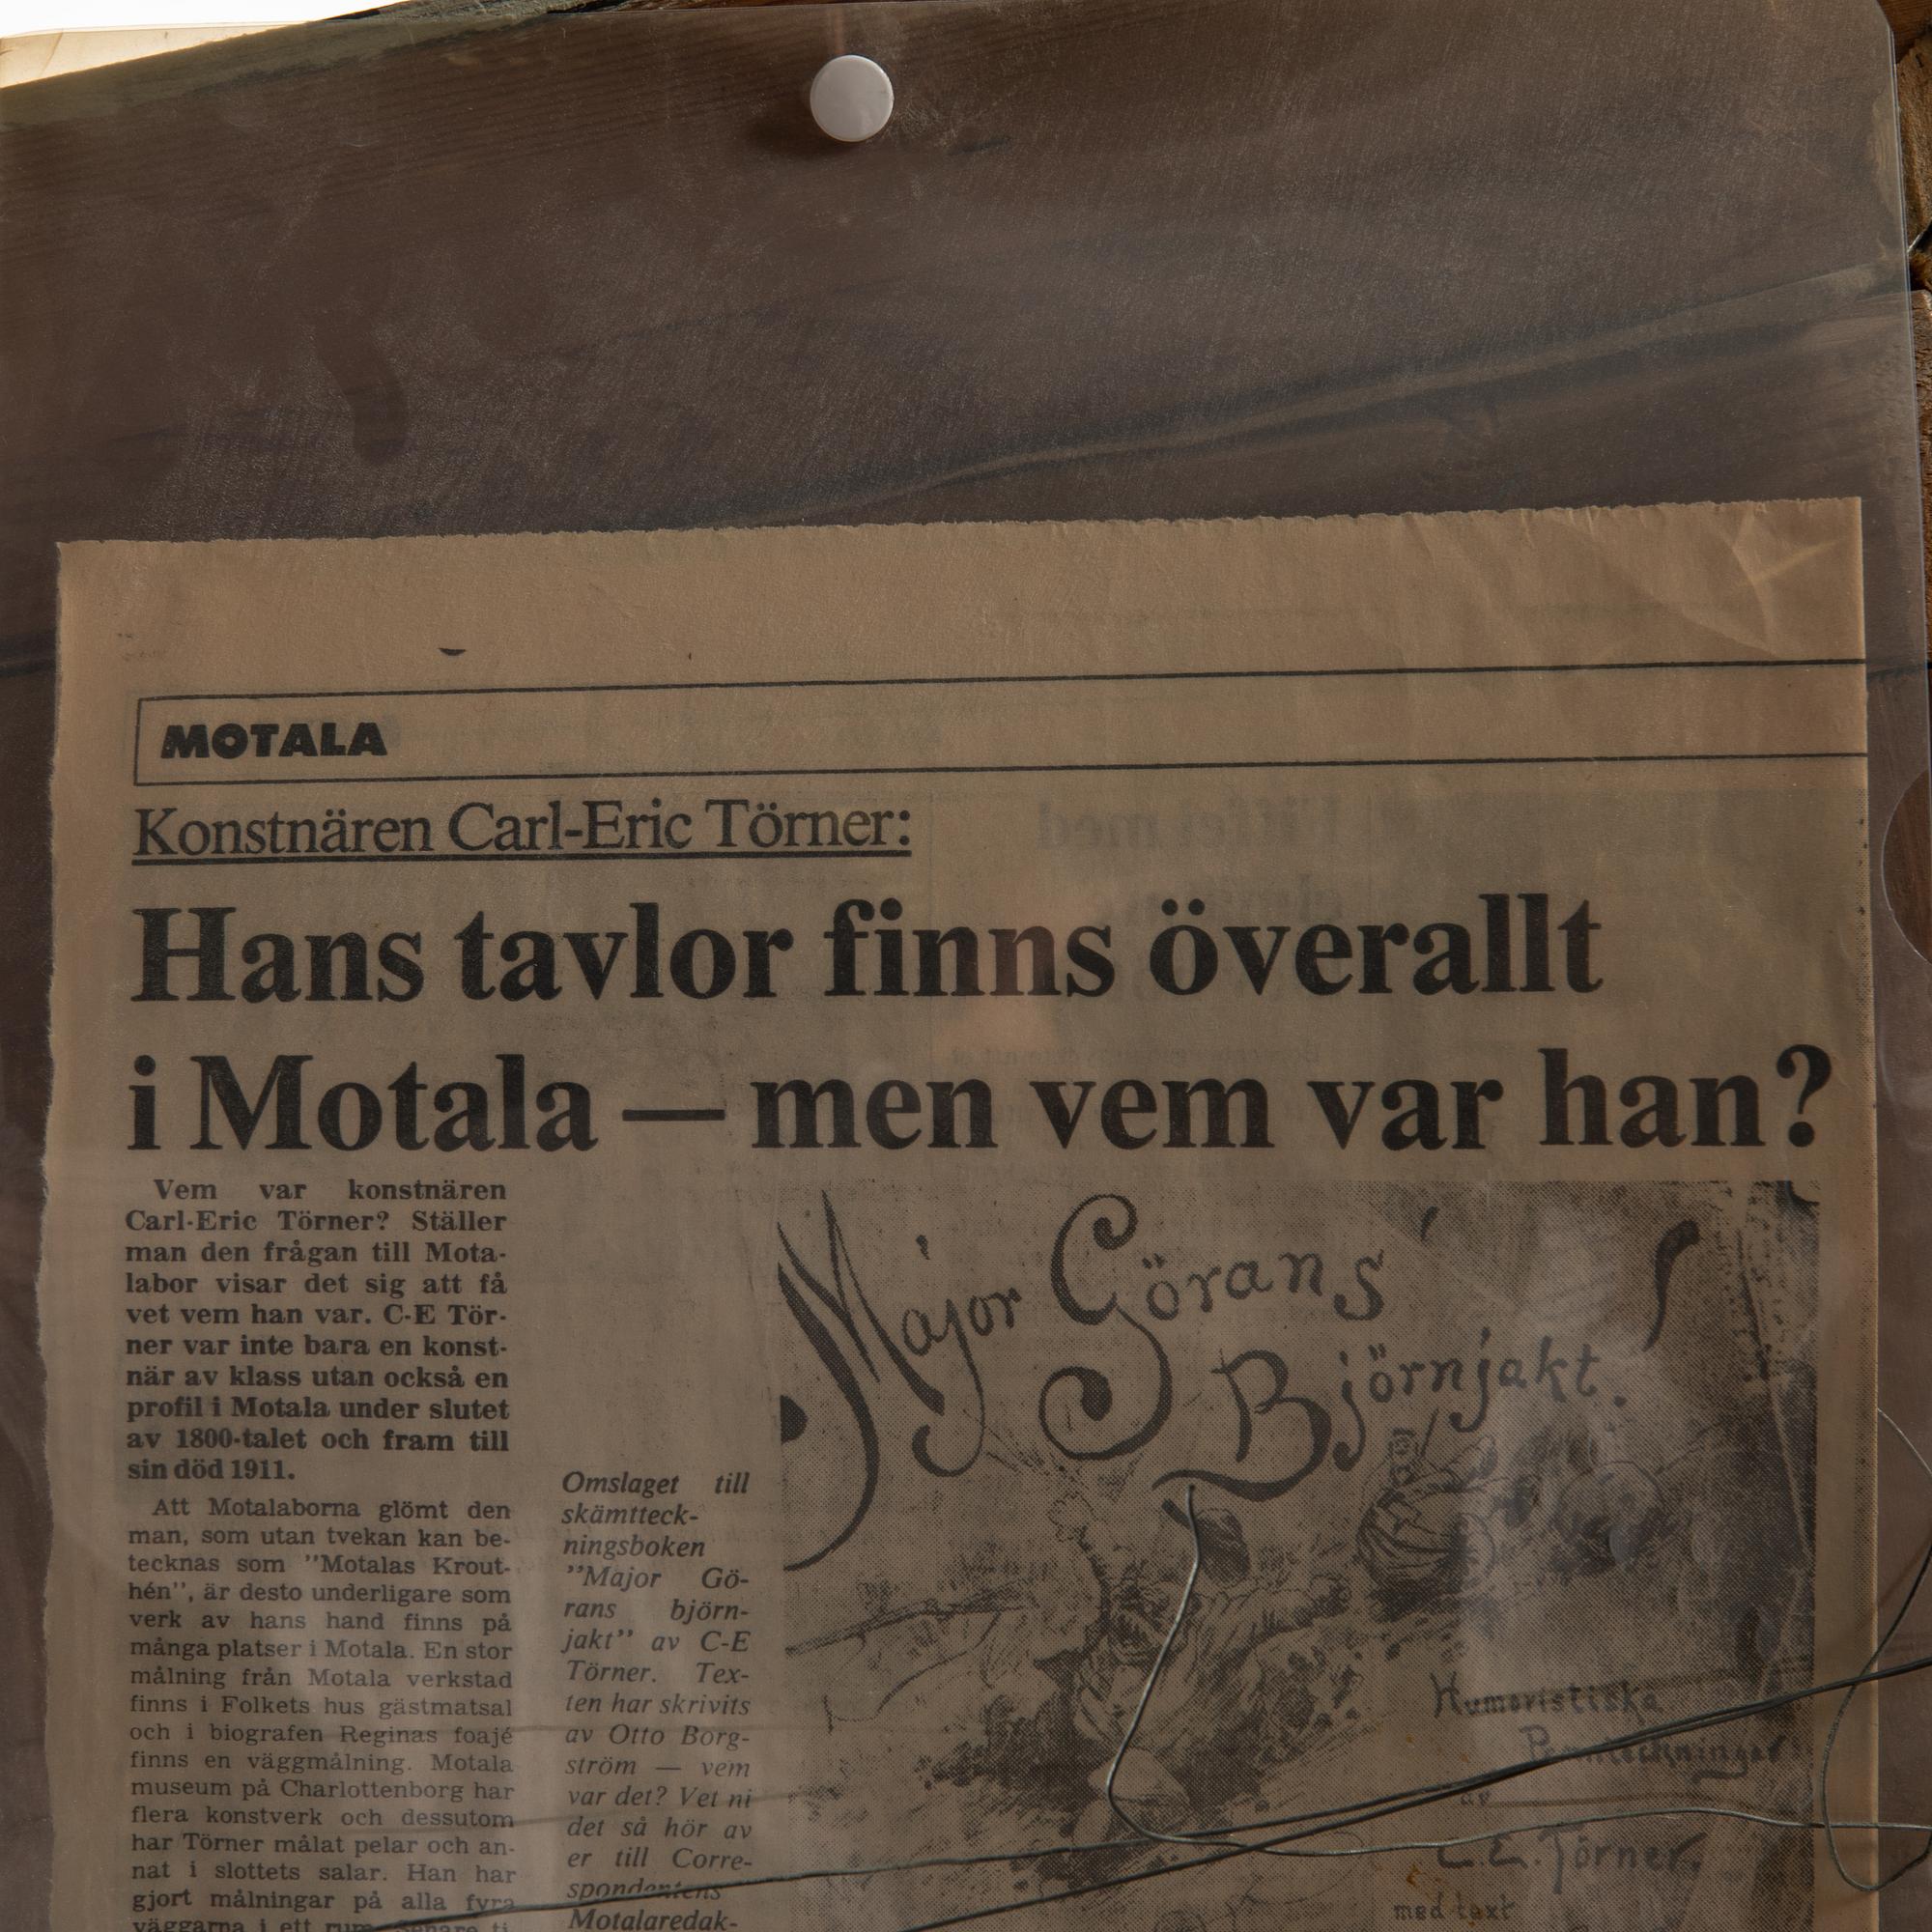 MOTALA
Konstnären Carl-Eric Törner:
Hans tavlor finns överallt
i Motala — men vem var han?
Vem var konstnären
Carl-Eric Törner? Ställer
man den frågan till Mota-
labor visar det sig att få
vet vem han var. C-E Tör-
ner var inte bara en konst-
när av klass utan också en
profil i Motala under slutet
av 1800-talet och fram till
sin död 1911.
Att Motalaborna glömt den
man, som utan tvekan kan be-
tecknas som ”Motalas Krout-
hén”, är desto underligare som
verk av hans hand finns på
många platser i Motala. En stor
målning från Motala verkstad
finns i Folkets hus gästmatsal
och i biografen Reginas foajé
finns en väggmålning. Motala
museum på Charlottenborg har
flera konstverk och dessutom
har Törner målat pelar och an-
nat i slottets salar. Han har
gjort målningar på alla fyra
väggarna i ett rum
Omslaget till
skämtteck-
ningsboken
”Major Gö-
rans björn-
jakt” av C-E
Törner. Tex-
ten har skrivits
av Otto Borg-
ström — vem
var det? Vet ni
det så hör av
er till Corre-
spondentens
Motalaredak-
Major Görans
Björnjakt.
Humoristiska
Penteckningar
av
C.E. Törner.
med text